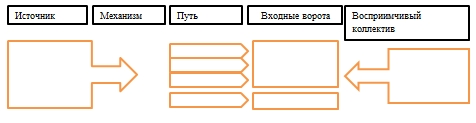 Источник
Механизм
Путь
Входные ворота
Восприимчивый
коллектив